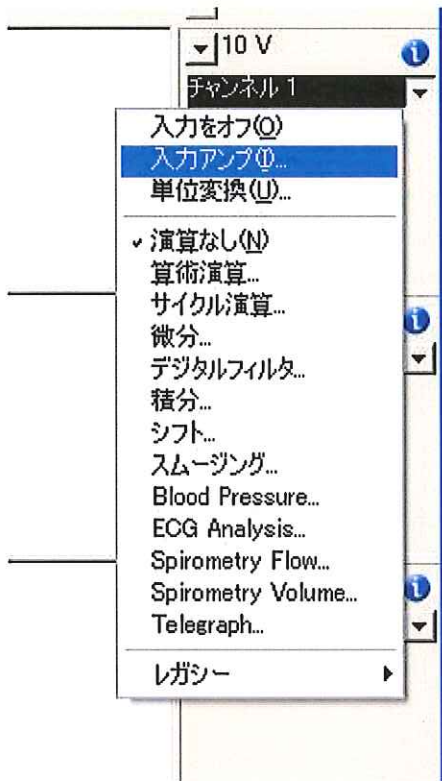 10 V
チャンネル 1
入力をオフ(O)
入力アンプ(I)...
単位変換(U)...
演算なし(N)
算術演算...
サイクル演算...
微分...
デジタルフィルタ...
積分...
シフト...
スムージング...
Blood Pressure...
ECG Analysis...
Spirometry Flow...
Spirometry Volume...
Telegraph...
レガシー